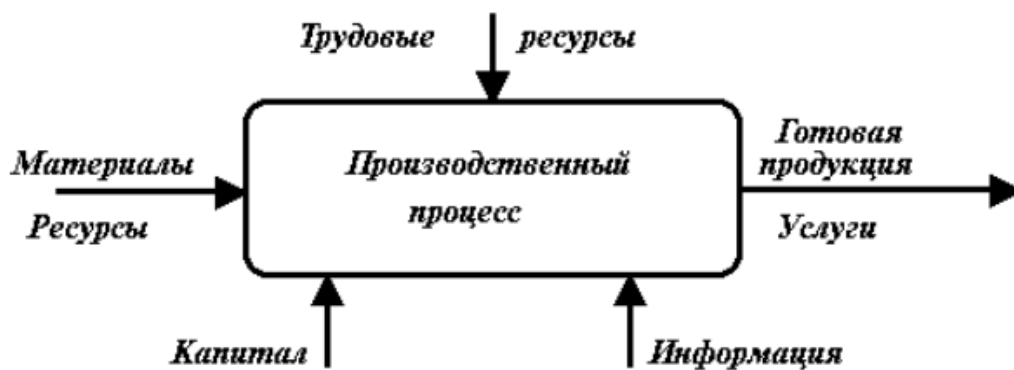 Трудовые ресурсы
Материалы
Ресурсы
Производственный
процесс
Готовая
продукция
Услуги
Капитал
Информация